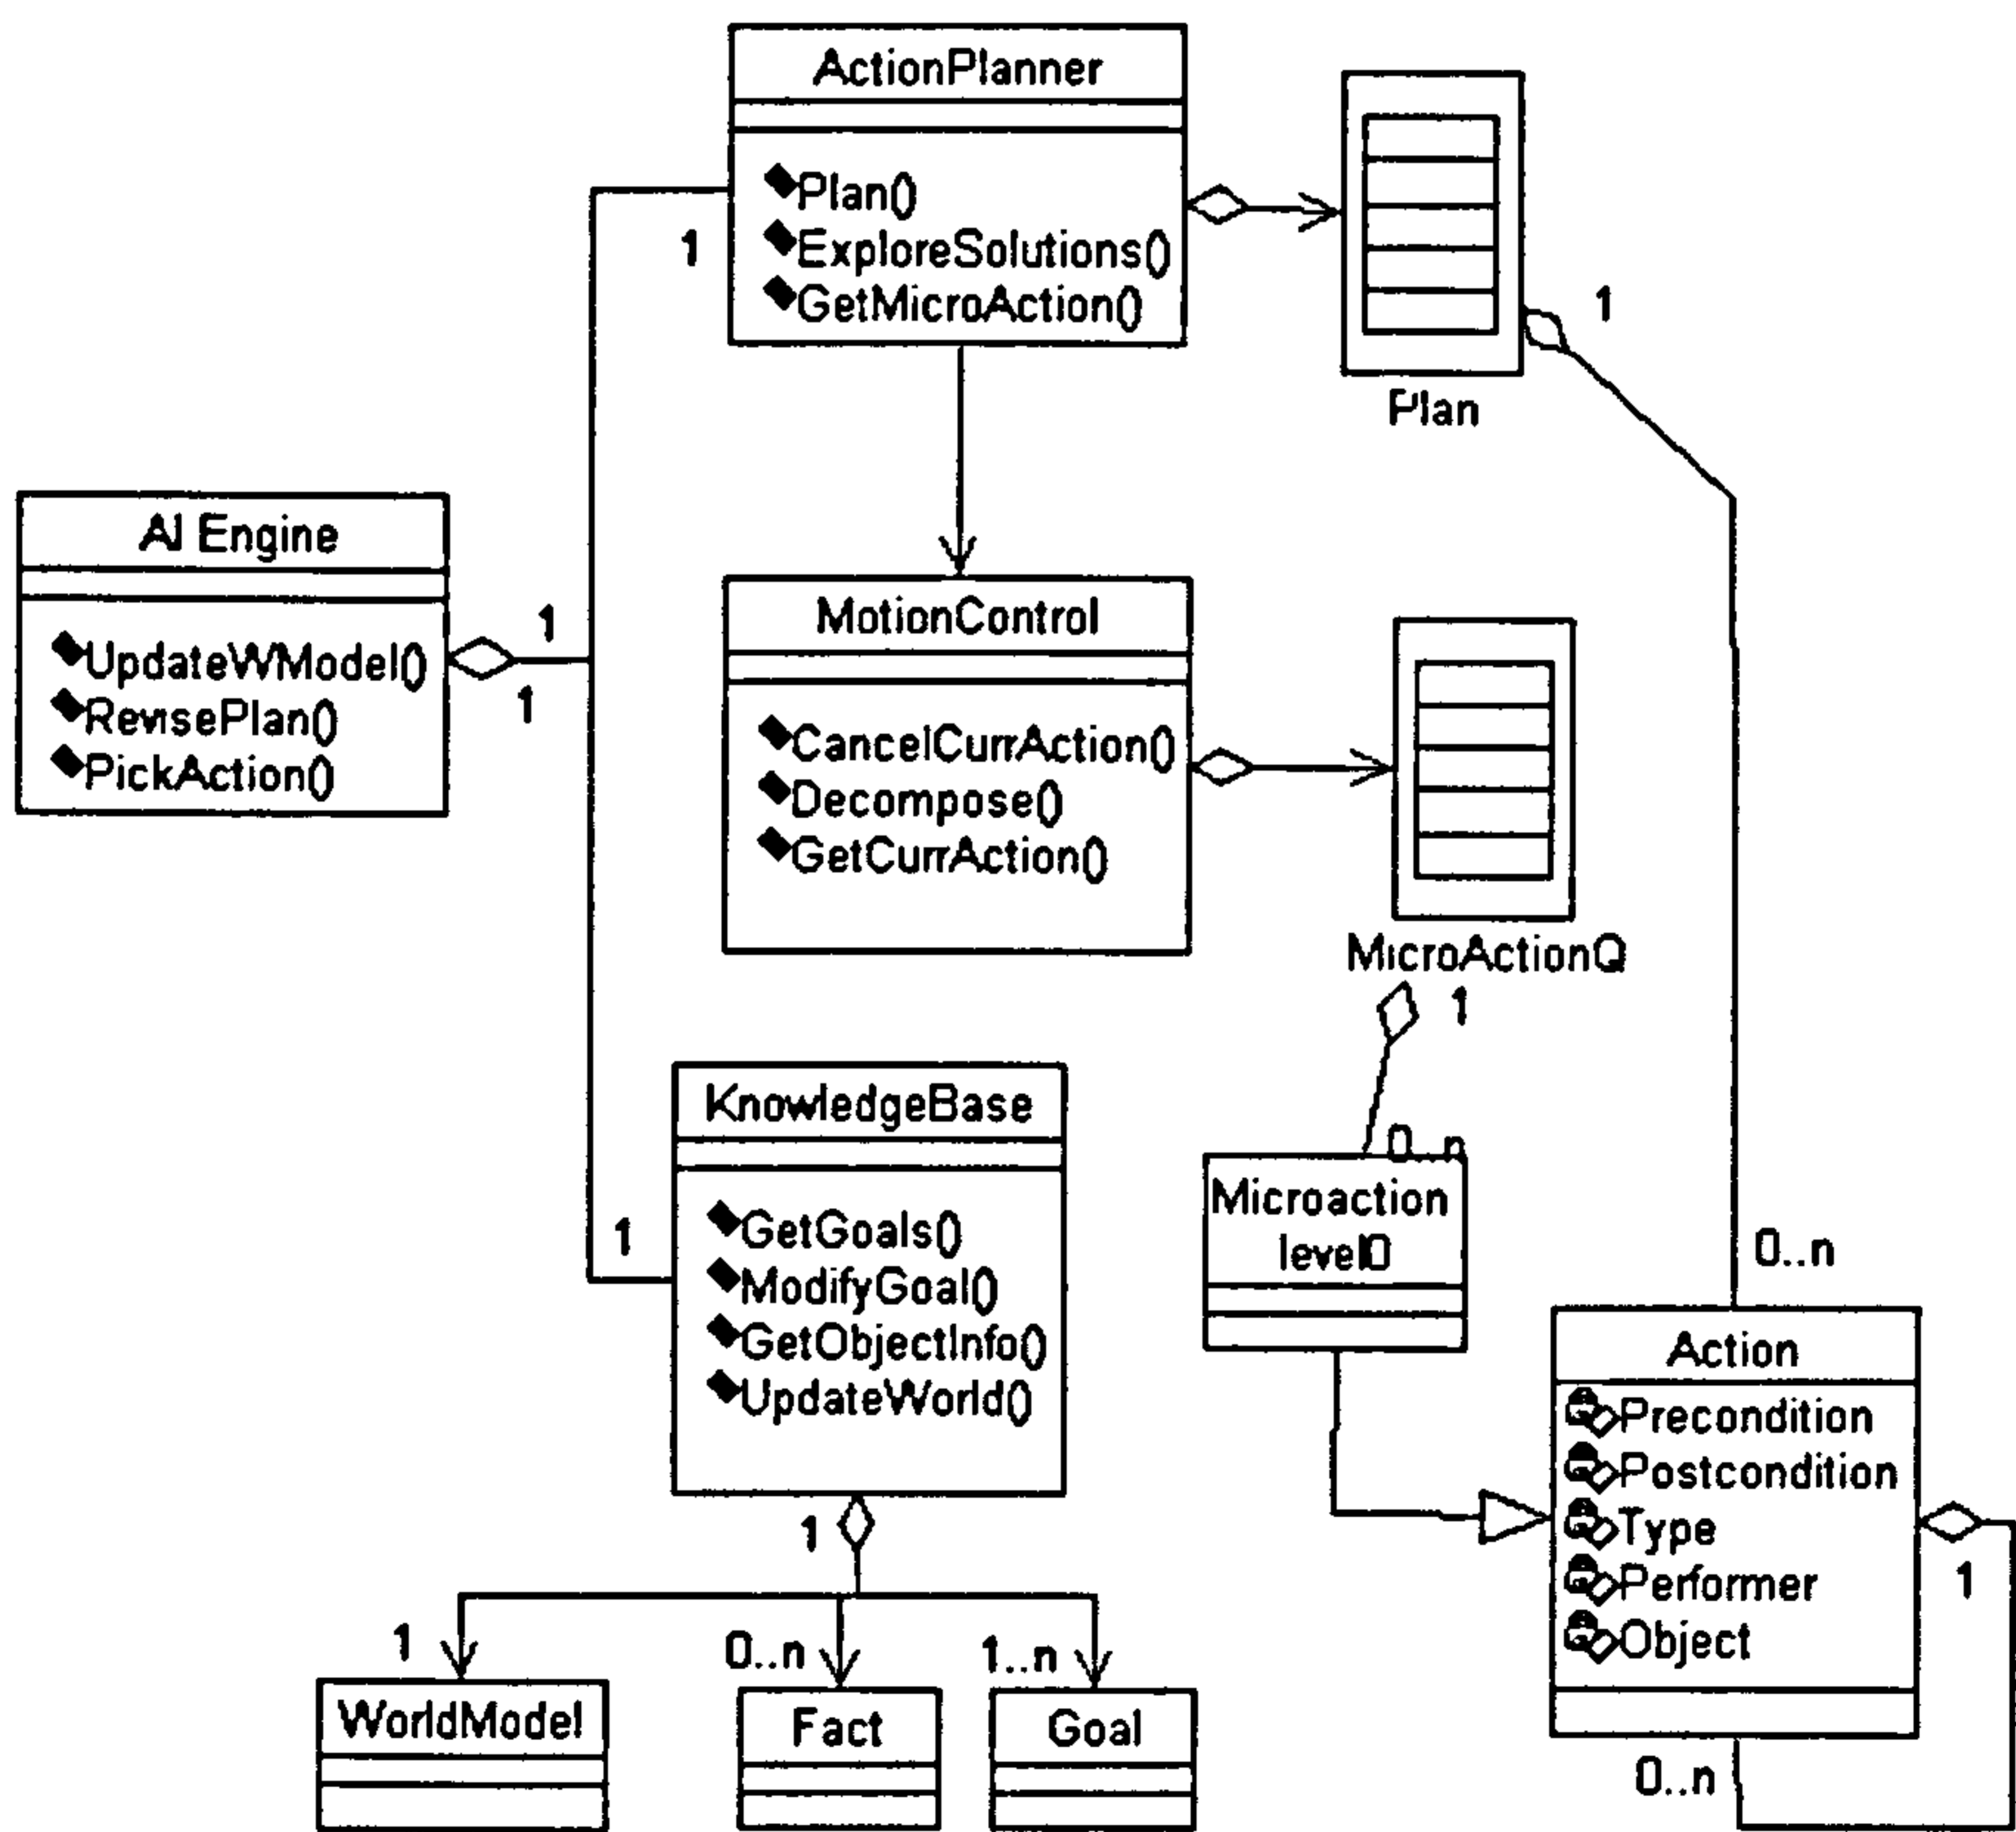 ActionPlanner
Plan()
ExploreSolutions()
GetMicroAction()
1
1
Plan
AI Engine
UpdateWModel()
RevisePlan()
PickAction()
1
1
MotionControl
CancelCurrAction()
Decompose()
GetCurrAction()
MicroActionQ
1
0..n
KnowledgeBase
GetGoals()
ModifyGoal()
GetObjectInfo()
UpdateWorld()
1
Microaction
level0
0..n
Action
Precondition
Postcondition
Type
Performer
Object
1
0..n
1
1
0..n
1..n
WorldModel
Fact
Goal